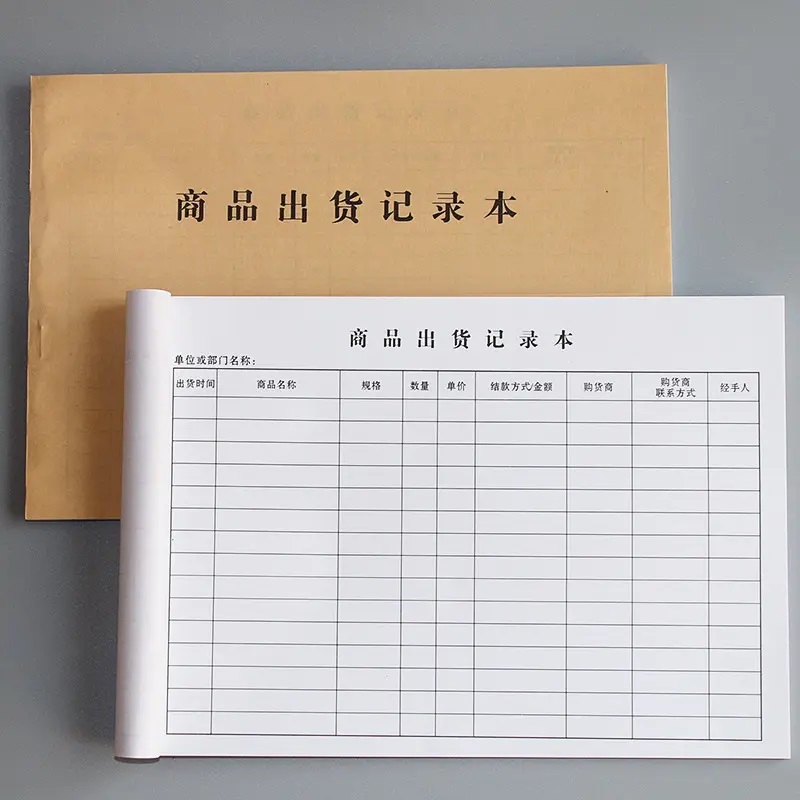 商品出货记录本
商品出货记录本
单位或部门名称：
出货时间 商品名称 规格 数量 单价 结款方式/金额 购货商 购货商 联系方式 经手人